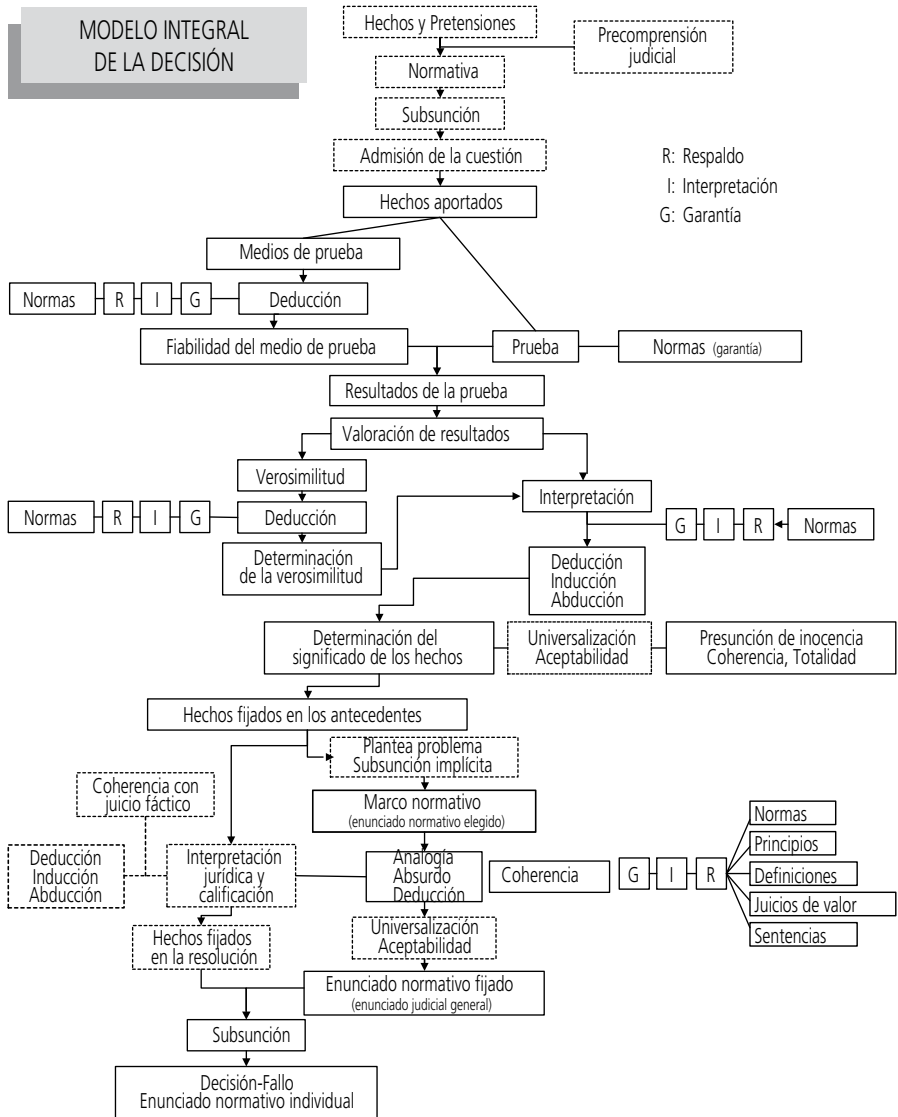 MODELO INTEGRAL
DE LA DECISIÓN
Hechos y Pretensiones
Precomprensión
judicial
Normativa
Subsunción
Admisión de la cuestión
R: Respaldo
I: Interpretación
G: Garantía
Hechos aportados
Medios de prueba
Normas R I G Deducción
Fiabilidad del medio de prueba Prueba Normas (garantía)
Resultados de la prueba
Valoración de resultados
Verosimilitud
Interpretación
Normas R I G Deducción
G I R Normas
Determinación
de la verosimilitud
Deducción
Inducción
Abducción
Determinación del
significado de los hechos
Universalización
Aceptabilidad
Presunción de inocencia
Coherencia, Totalidad
Hechos fijados en los antecedentes
Plantea problema
Subsunción implícita
Coherencia con
juicio fáctico
Marco normativo
(enunciado normativo elegido)
Deducción
Inducción
Abducción
Interpretación
jurídica y
calificación
Analogía
Absurdo
Deducción
Coherencia G I R
Normas
Principios
Definiciones
Juicios de valor
Sentencias
Hechos fijados
en la resolución
Universalización
Aceptabilidad
Enunciado normativo fijado
(enunciado judicial general)
Subsunción
Decisión-Fallo
Enunciado normativo individual